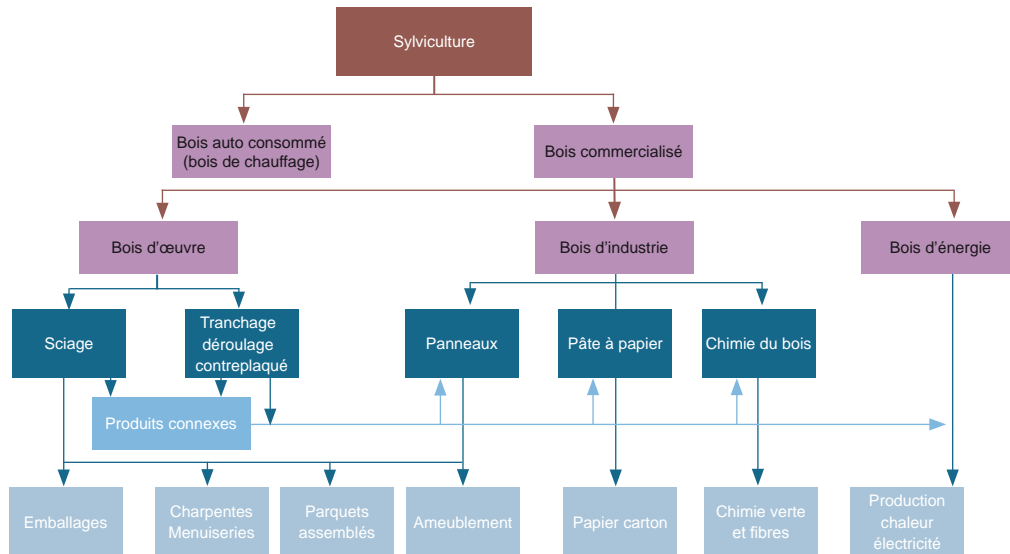 Sylviculture
Bois auto consommé
(bois de chauffage)
Bois commercialisé
Bois d’œuvre
Bois d’industrie
Bois d’énergie
Sciage
Tranchage
déroulage
contreplaqué
Panneaux
Pâte à papier
Chimie du bois
Produits connexes
Emballages
Charpentes
Menuiseries
Parquets
assemblés
Ameublement
Papier carton
Chimie verte
et fibres
Production
chaleur
électricité